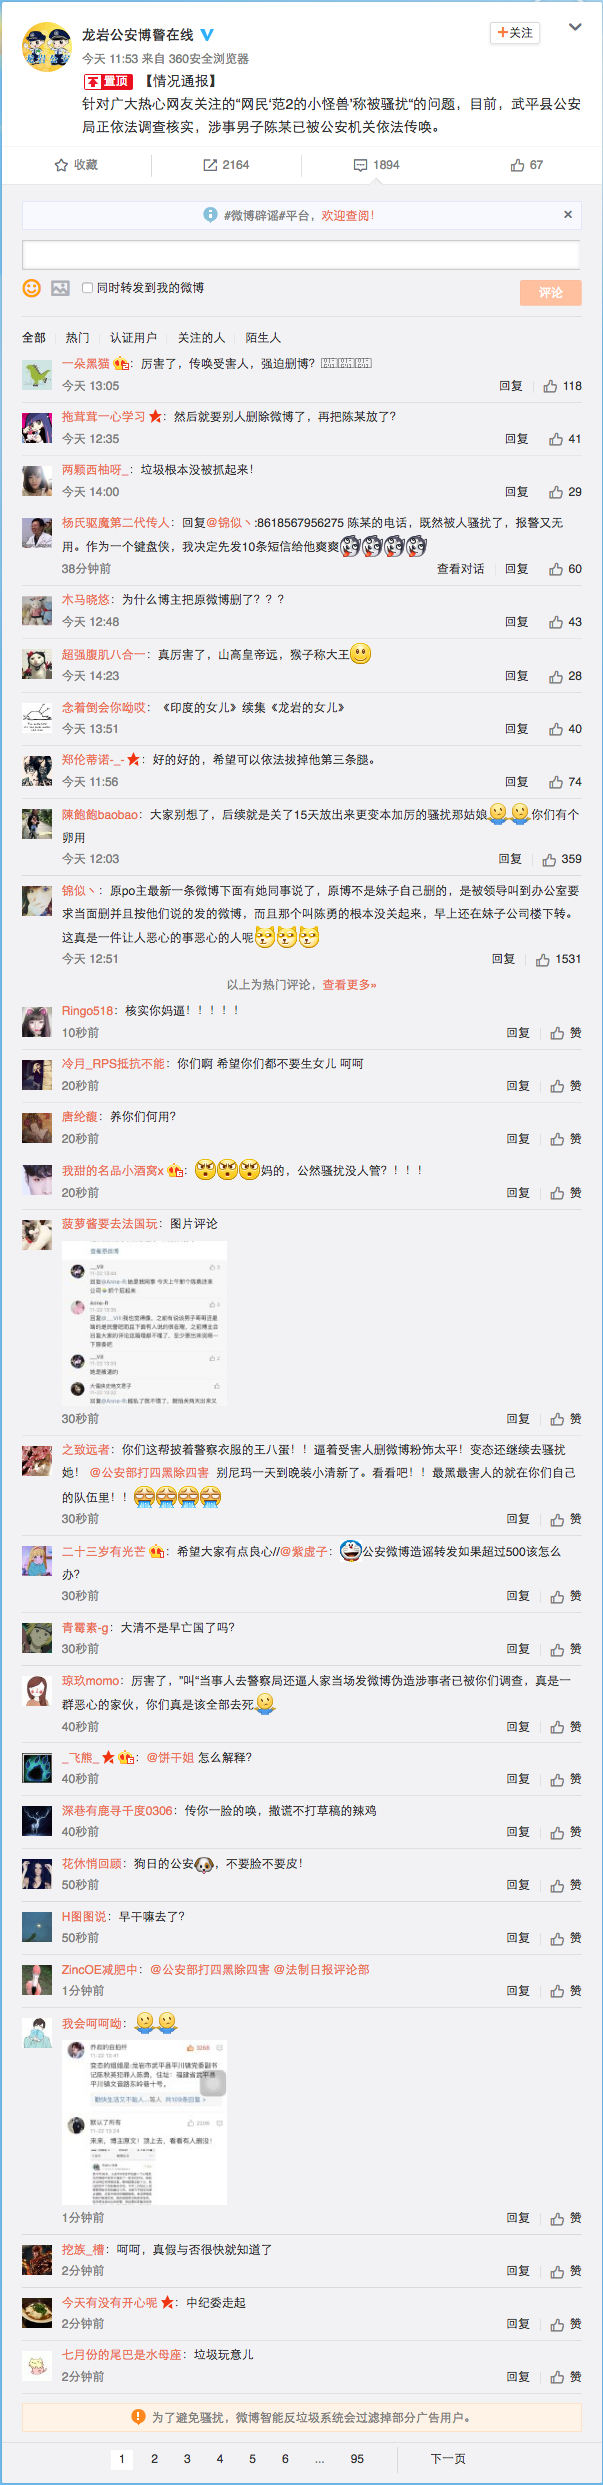 龙岩公安博警在线
+关注
今天 11:53 来自 360安全浏览器
置顶 【情况通报】
针对广大热心网友关注的“网民‘范2的小怪兽’称被骚扰“的问题，目前，武平县公安
局正依法调查核实，涉事男子陈某已被公安机关依法传唤。
收藏 2164 1894 67
#微博辟谣#平台，欢迎查阅！
同时转发到我的微博
评论
全部 热门 认证用户 关注的人 陌生人
一朵黑猫：厉害了，传唤受害人，强迫删博？
今天 13:05 回复 118
拖茸茸一心学习：然后就要别人删除微博了，再把陈某放了？
今天 12:35 回复 41
两颗西柚呀_：垃圾根本没被抓起来！
今天 14:00 回复 29
杨氏驱魔第二代传人：回复@锦似丶:8618567956275 陈某的电话，既然被人骚扰了，报警又无
用。作为一个键盘侠，我决定先发10条短信给他爽爽
38分钟前 查看对话 回复 60
木马晓悠：为什么博主把原微博删了？？？
今天 12:48 回复 43
超强腹肌八合一：真厉害了，山高皇帝远，猴子称大王
今天 14:23 回复 28
念着倒会你呦哎：《印度的女儿》续集《龙岩的女儿》
今天 13:51 回复 40
郑伦蒂诺-_-：好的好的，希望可以依法拔掉他第三条腿。
今天 11:56 回复 74
陳飽飽baobao：大家别想了，后续就是关了15天放出来更变本加厉的骚扰那姑娘你们有个
卵用
今天 12:03 回复 359
锦似丶：原po主最新一条微博下面有她同事说了，原博不是妹子自己删的，是被领导叫到办公室要
求当面删并且按他们说的发的微博，而且那个叫陈勇的根本没关起来，早上还在妹子公司楼下转。
这真是一件让人恶心的事恶心的人呢
今天 12:51 回复 1531
以上为热门评论，查看更多»
Ringo518：核实你妈逼！！！！！
10秒前 回复 赞
冷月_RPS抵抗不能：你们啊 希望你们都不要生女儿 呵呵
20秒前 回复 赞
唐纶馥：养你们何用？
20秒前 回复 赞
我甜的名品小酒窝x：妈的，公然骚扰没人管？！！！
20秒前 回复 赞
菠萝酱要去法国玩：图片评论
30秒前 回复 赞
之致远者：你们这帮披着警察衣服的王八蛋！！逼着受害人删微博粉饰太平！变态还继续去骚扰
她！@公安部打四黑除四害 别尼玛一天到晚装小清新了。看看吧！！最黑最害人的就在你们自己
的队伍里！！
30秒前 回复 赞
二十三岁有光芒：希望大家有点良心//@紫虚子：公安微博造谣转发如果超过500该怎么
办？
30秒前 回复 赞
青霉素-g：大清不是早亡国了吗？
30秒前 回复 赞
琼玖momo：厉害了，”叫“当事人去警察局还逼人家当场发微博伪造涉事者已被你们调查，真是一
群恶心的家伙，你们真是该全部去死
40秒前 回复 赞
_飞熊_：@饼干姐 怎么解释？
40秒前 回复 赞
深巷有鹿寻千度0306：传你一脸的唤，撒谎不打草稿的辣鸡
40秒前 回复 赞
花休悄回顾：狗日的公安，不要脸不要皮！
50秒前 回复 赞
H图图说：早干嘛去了？
50秒前 回复 赞
ZincOE减肥中：@公安部打四黑除四害 @法制日报评论部
1分钟前 回复 赞
我会呵呵呦：
变态的姐姐是:龙岩市武平县平川镇党委副书
来来，博主原文！顶上去，看看有人删没！
1分钟前 回复 赞
挖族_槽：呵呵，真假与否很快就知道了
2分钟前 回复 赞
今天有没有开心呢：中纪委走起
2分钟前 回复 赞
七月份的尾巴是水母座：垃圾玩意儿
2分钟前 回复 赞
为了避免骚扰，微博智能反垃圾系统会过滤掉部分广告用户。
1 2 3 4 5 6 ... 95 下一页